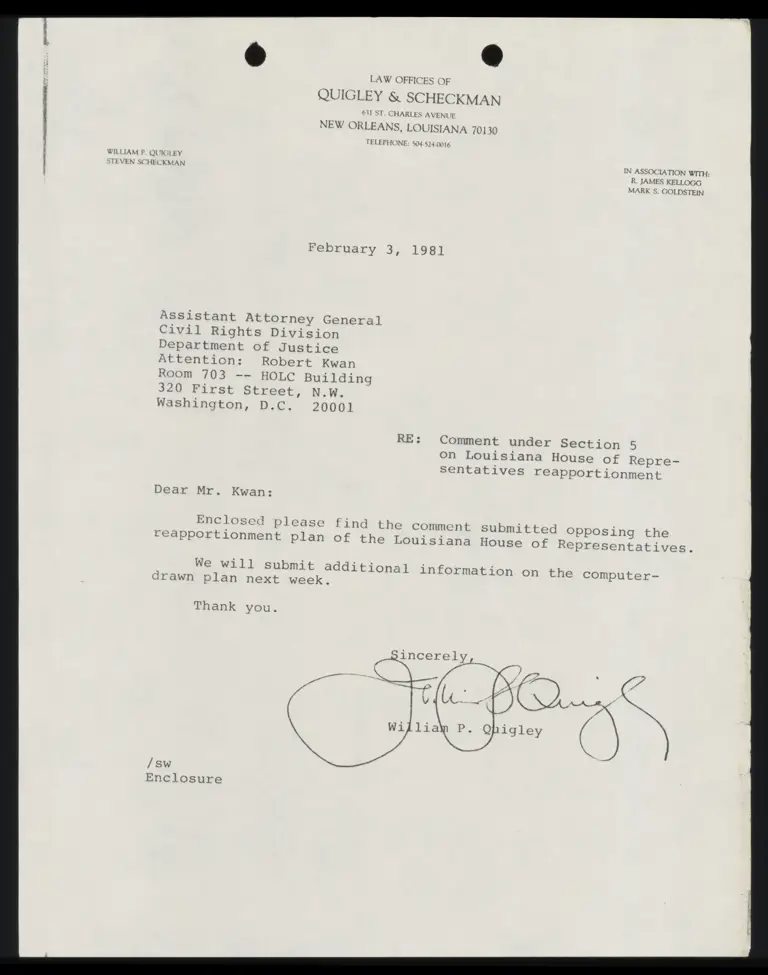 LAW OFFICES OF
QUIGLEY & SCHECKMAN
631 ST. CHARLES AVENUE
NEW ORLEANS, LOUISIANA 70130
TELEPHONE: 504-524-0016
WILLIAM P. QUIGLEY
STEVEN SCHECKMAN
IN ASSOCIATION WITH:
R. JAMES KELLOGG
MARK S. GOLDSTEIN
February 3, 1981
Assistant Attorney General
Civil Rights Division
Department of Justice
Attention: Robert Kwan
Room 703 -- HOLC Building
320 First Street, N.W.
Washington, D.C. 20001
RE: Comment under Section 5
on Louisiana House of Repre-
sentatives reapportionment
Dear Mr. Kwan:
Enclosed please find the comment submitted opposing the
reapportionment plan of the Louisiana House of Representatives.
We will submit additional information on the computer-
drawn plan next week.
Thank you.
Sincerely,
William P. Quigley
/sw
Enclosure